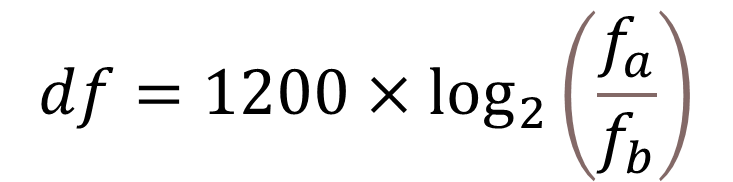 df = 1200 × log₂ (fₐ / f_b)